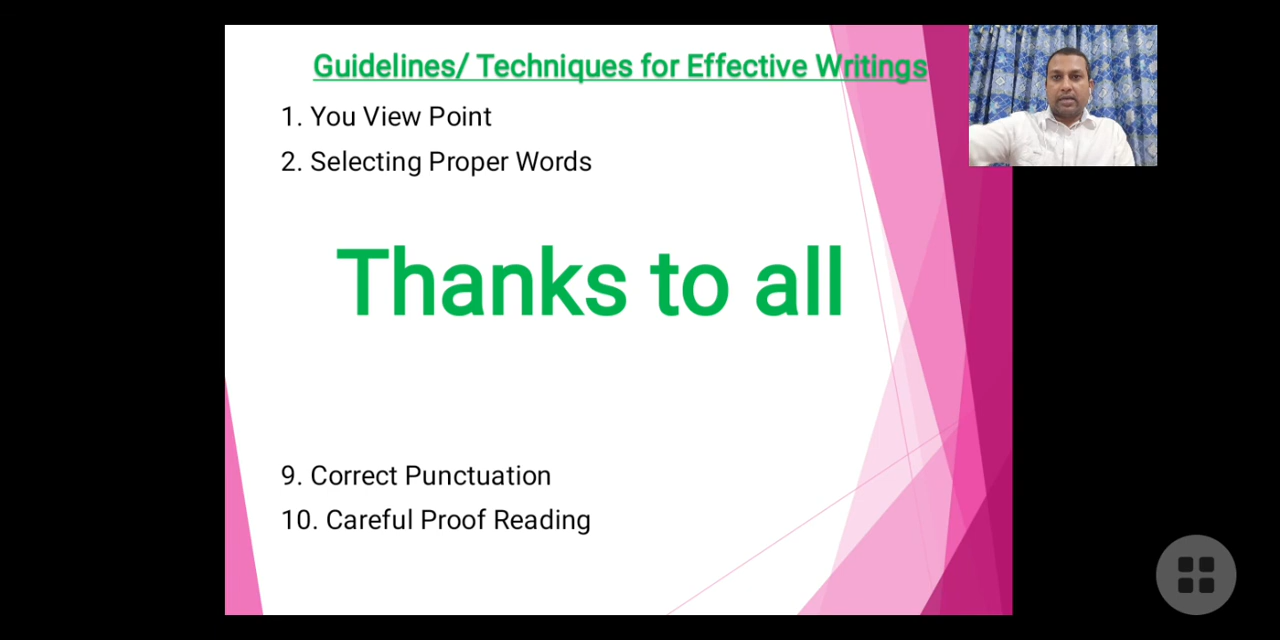 Guidelines/ Techniques for Effective Writings
1. You View Point
2. Selecting Proper Words
Thanks to all
9. Correct Punctuation
10. Careful Proof Reading